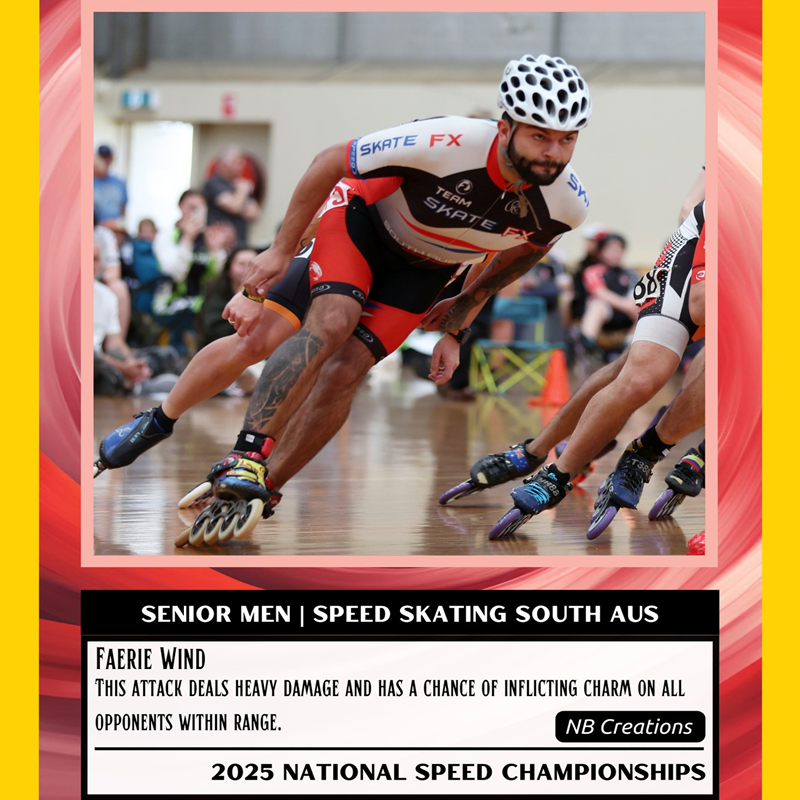 SKATE FX
TEAM
SKATE FX
SENIOR MEN | SPEED SKATING SOUTH AUS
FAERIE WIND
THIS ATTACK DEALS HEAVY DAMAGE AND HAS A CHANCE OF INFLICTING CHARM ON ALL
OPPONENTS WITHIN RANGE.
NB Creations
2025 NATIONAL SPEED CHAMPIONSHIPS